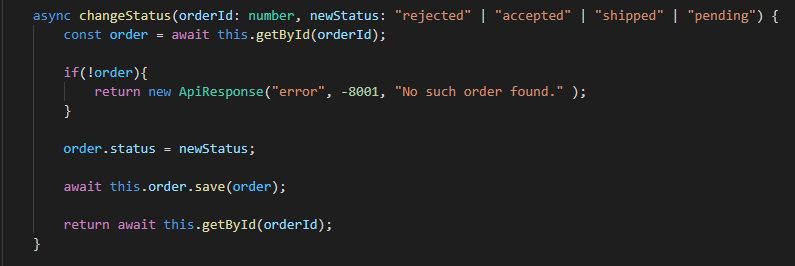 async changeStatus(orderId: number, newStatus: "rejected" | "accepted" | "shipped" | "pending") {
const order = await this.getById(orderId);
if(!order){
return new ApiResponse("error", -8001, "No such order found." );
}
order.status = newStatus;
await this.order.save(order);
return await this.getById(orderId);
}